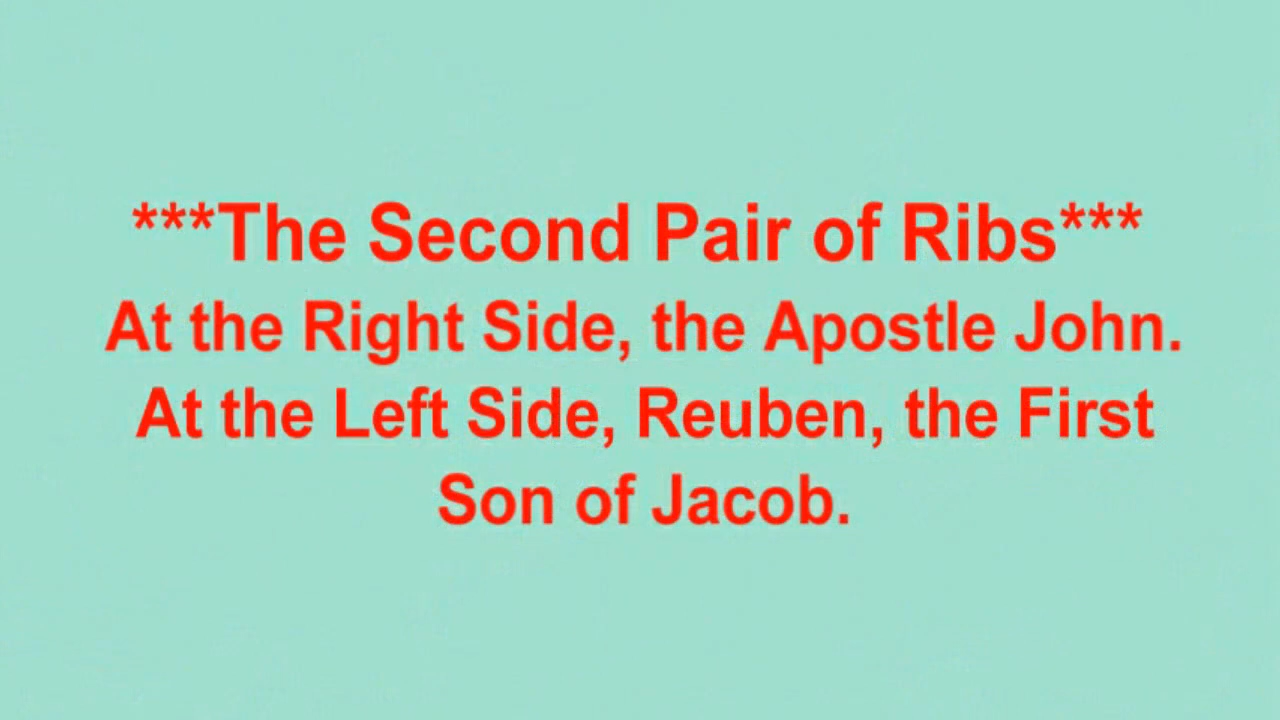 ***The Second Pair of Ribs***
At the Right Side, the Apostle John.
At the Left Side, Reuben, the First
Son of Jacob.